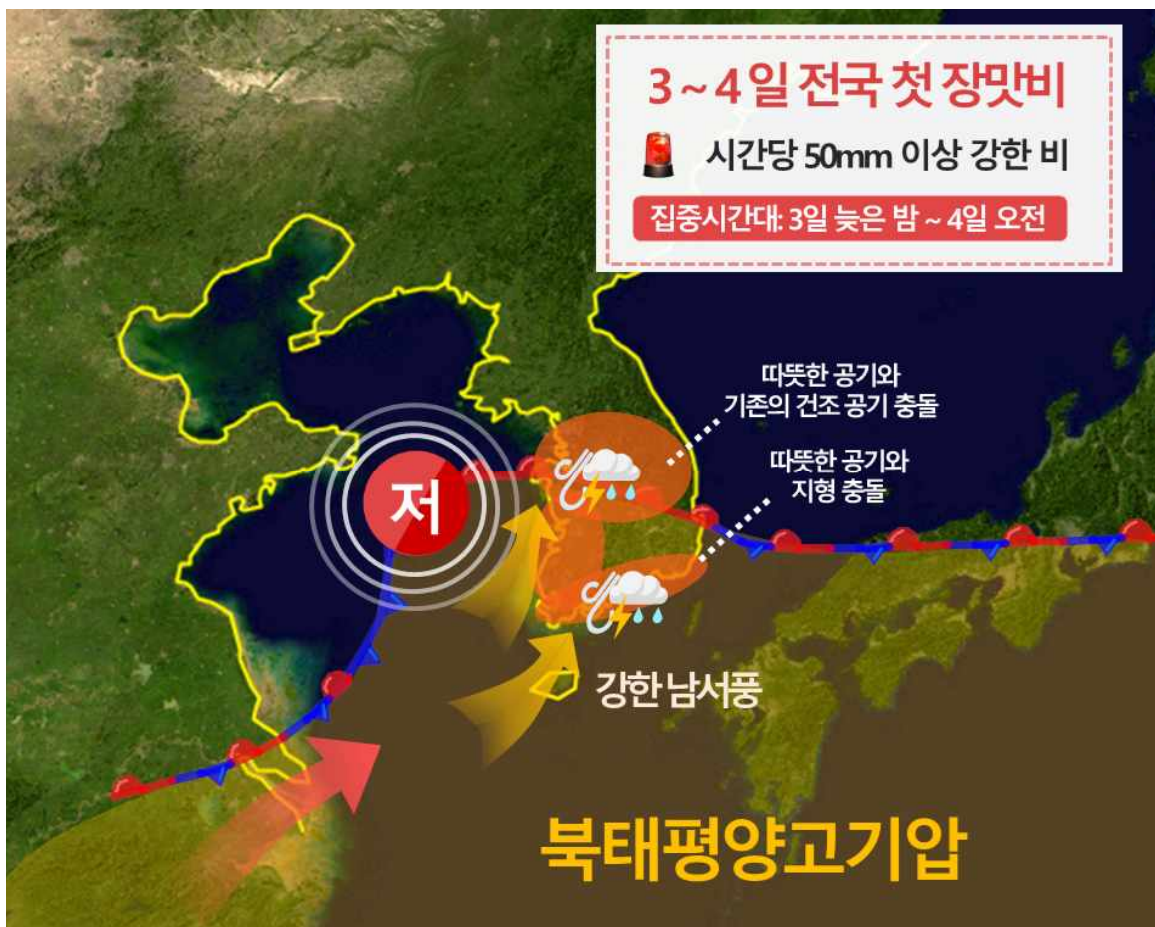 3 ~ 4일 전국 첫 장맛비
시간당 50mm 이상 강한 비
집중시간대: 3일 늦은 밤 ~ 4일 오전
따뜻한 공기와
기존의 건조 공기 충돌
따뜻한 공기와
지형 충돌
저
강한 남서풍
북태평양고기압